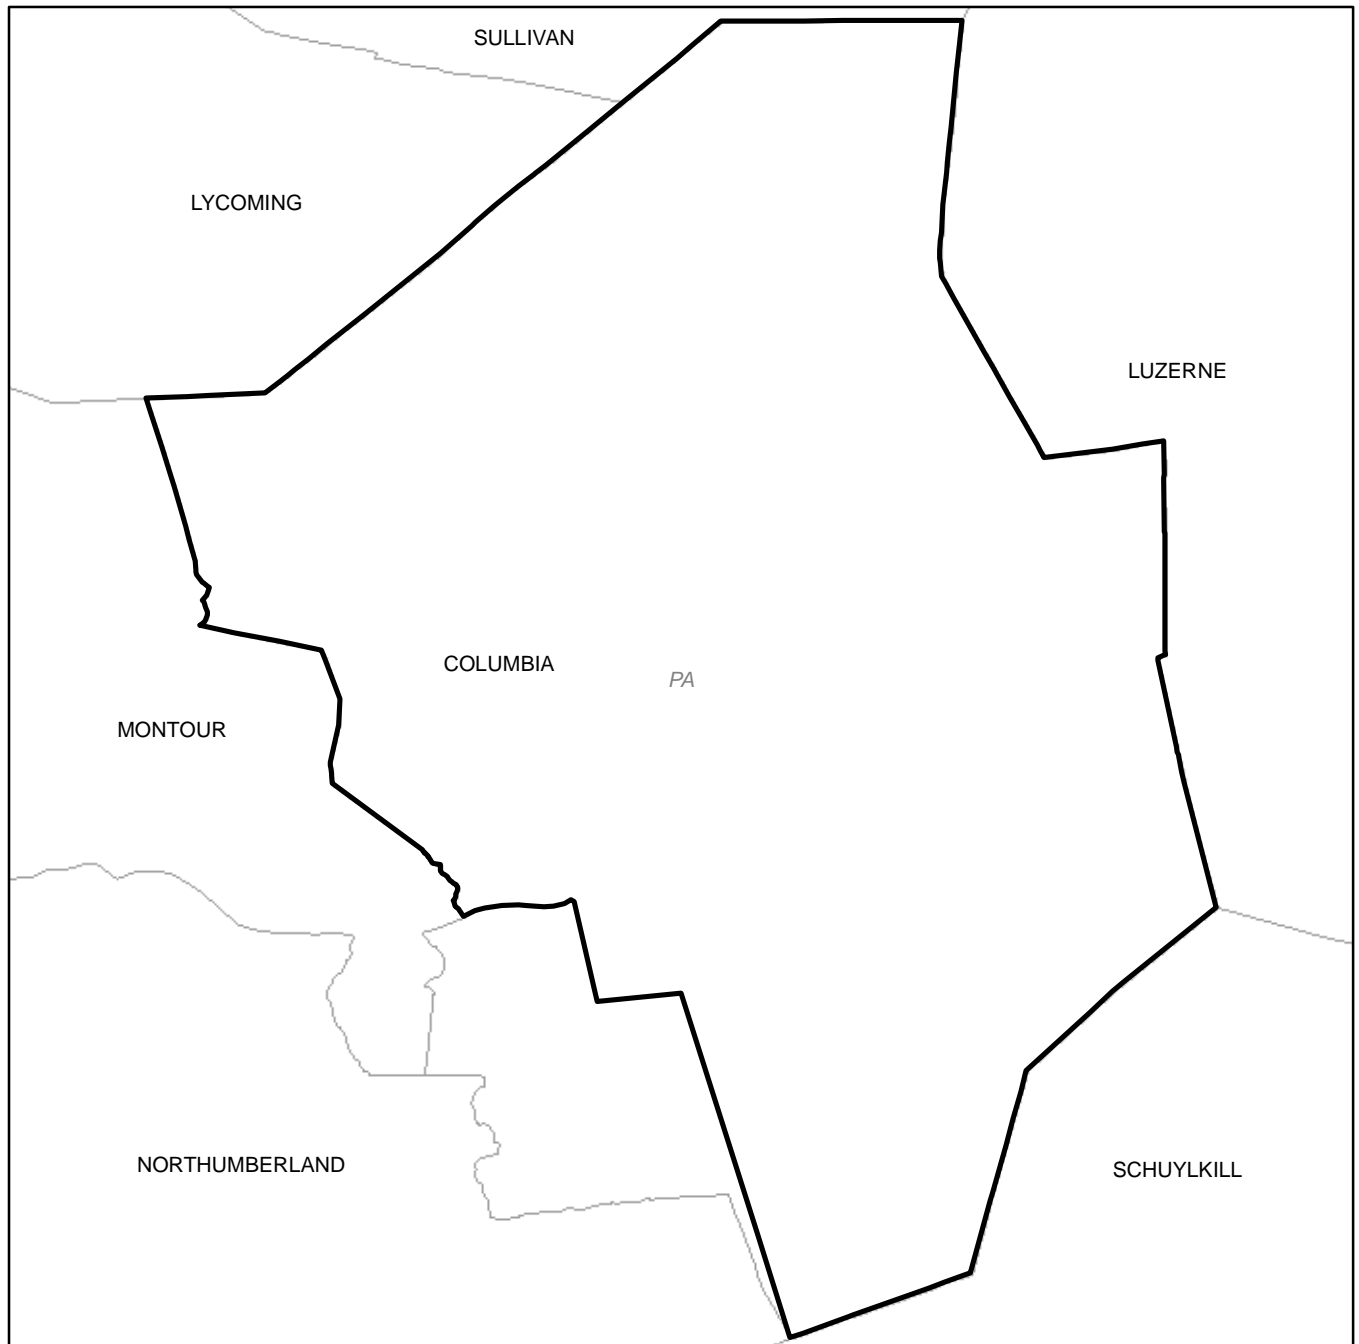 SULLIVAN
LYCOMING
LUZERNE
COLUMBIA
PA
MONTOUR
NORTHUMBERLAND
SCHUYLKILL